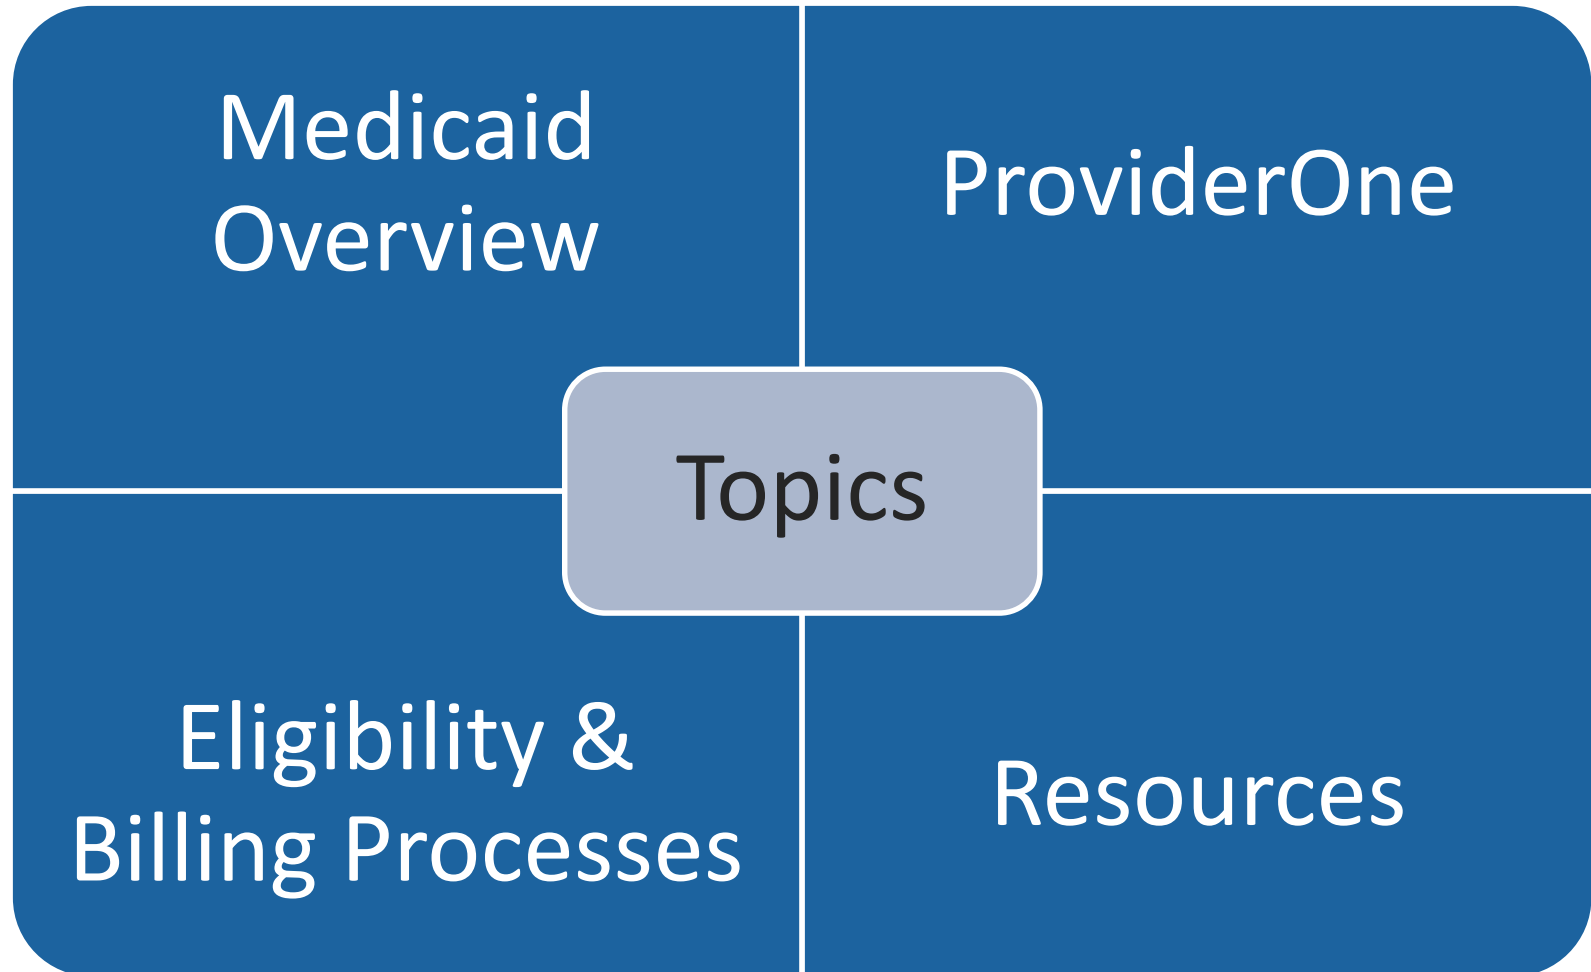 Medicaid
Overview
ProviderOne
Topics
Eligibility &
Billing Processes
Resources